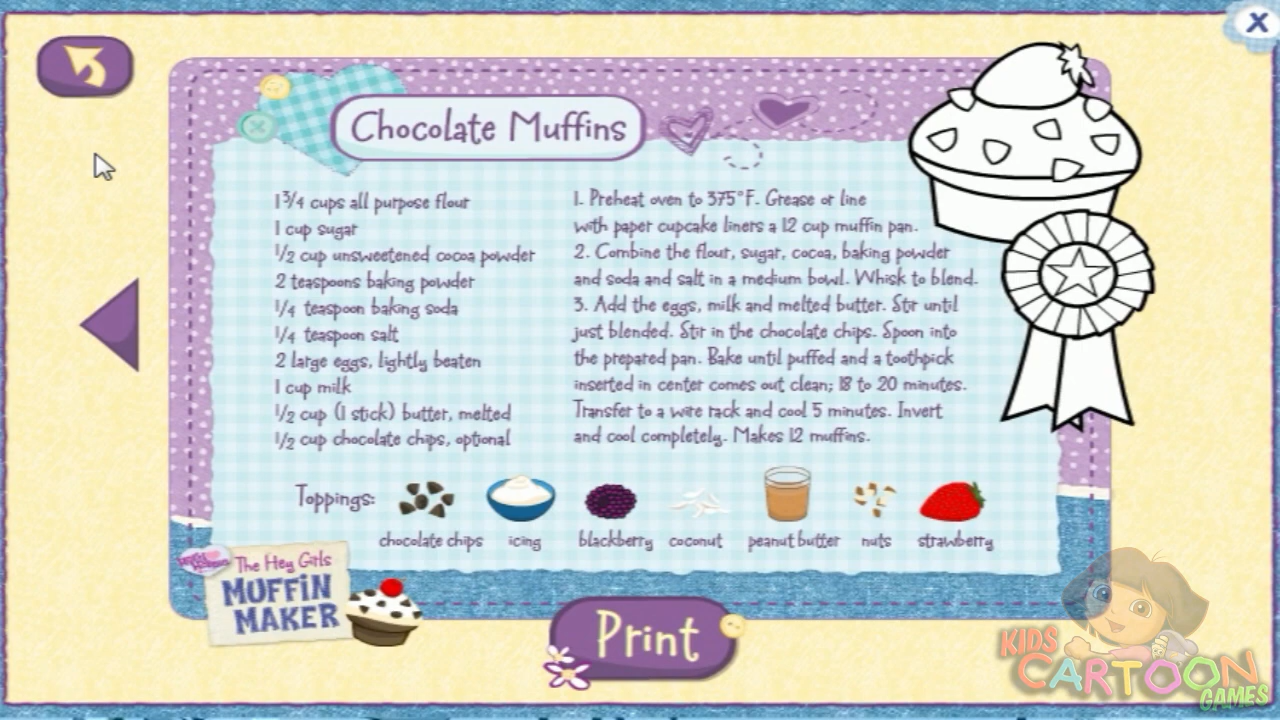 X
Chocolate Muffins
1 3/4 cups all purpose flour
1 cup sugar
1/2 cup unsweetened cocoa powder
2 teaspoons baking powder
1/4 teaspoon baking soda
1/4 teaspoon salt
2 large eggs, lightly beaten
1 cup milk
1/2 cup (1 stick) butter, melted
1/2 cup chocolate chips, optional
1. Preheat oven to 375°F. Grease or line
with paper cupcake liners a 12 cup muffin pan.
2. Combine the flour, sugar, cocoa, baking powder
and soda and salt in a medium bowl. Whisk to blend.
3. Add the eggs, milk and melted butter. Stir until
just blended. Stir in the chocolate chips. Spoon into
the prepared pan. Bake until puffed and a toothpick
inserted in center comes out clean; 18 to 20 minutes.
Transfer to a wire rack and cool 5 minutes. Invert
and cool completely. Makes 12 muffins.
Toppings:
chocolate chips icing blackberry coconut peanut butter nuts strawberry
The Hey Girls
MUFFIN
MAKER
Print
KIDS
CARTOON
GAMES